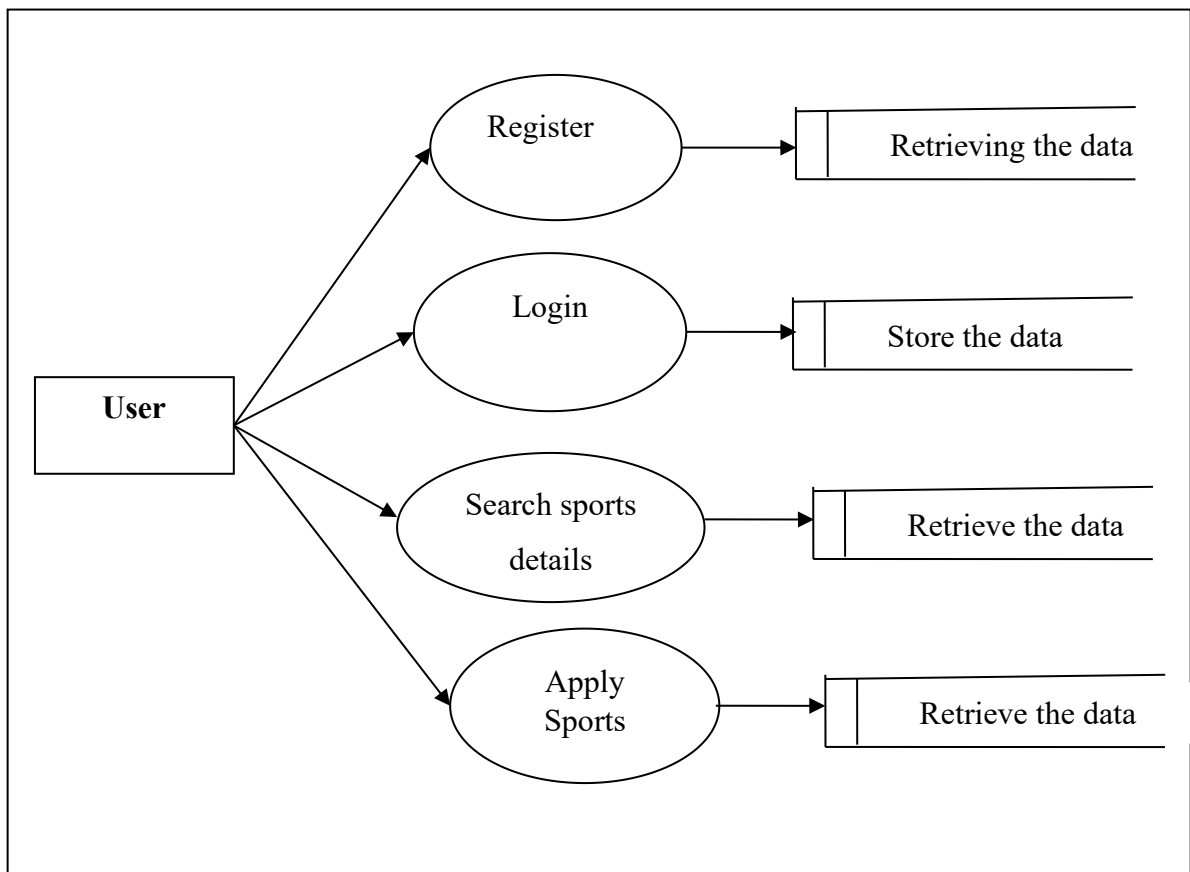 Register
Retrieving the data
Login
Store the data
User
Search sports
details
Retrieve the data
Apply
Sports
Retrieve the data